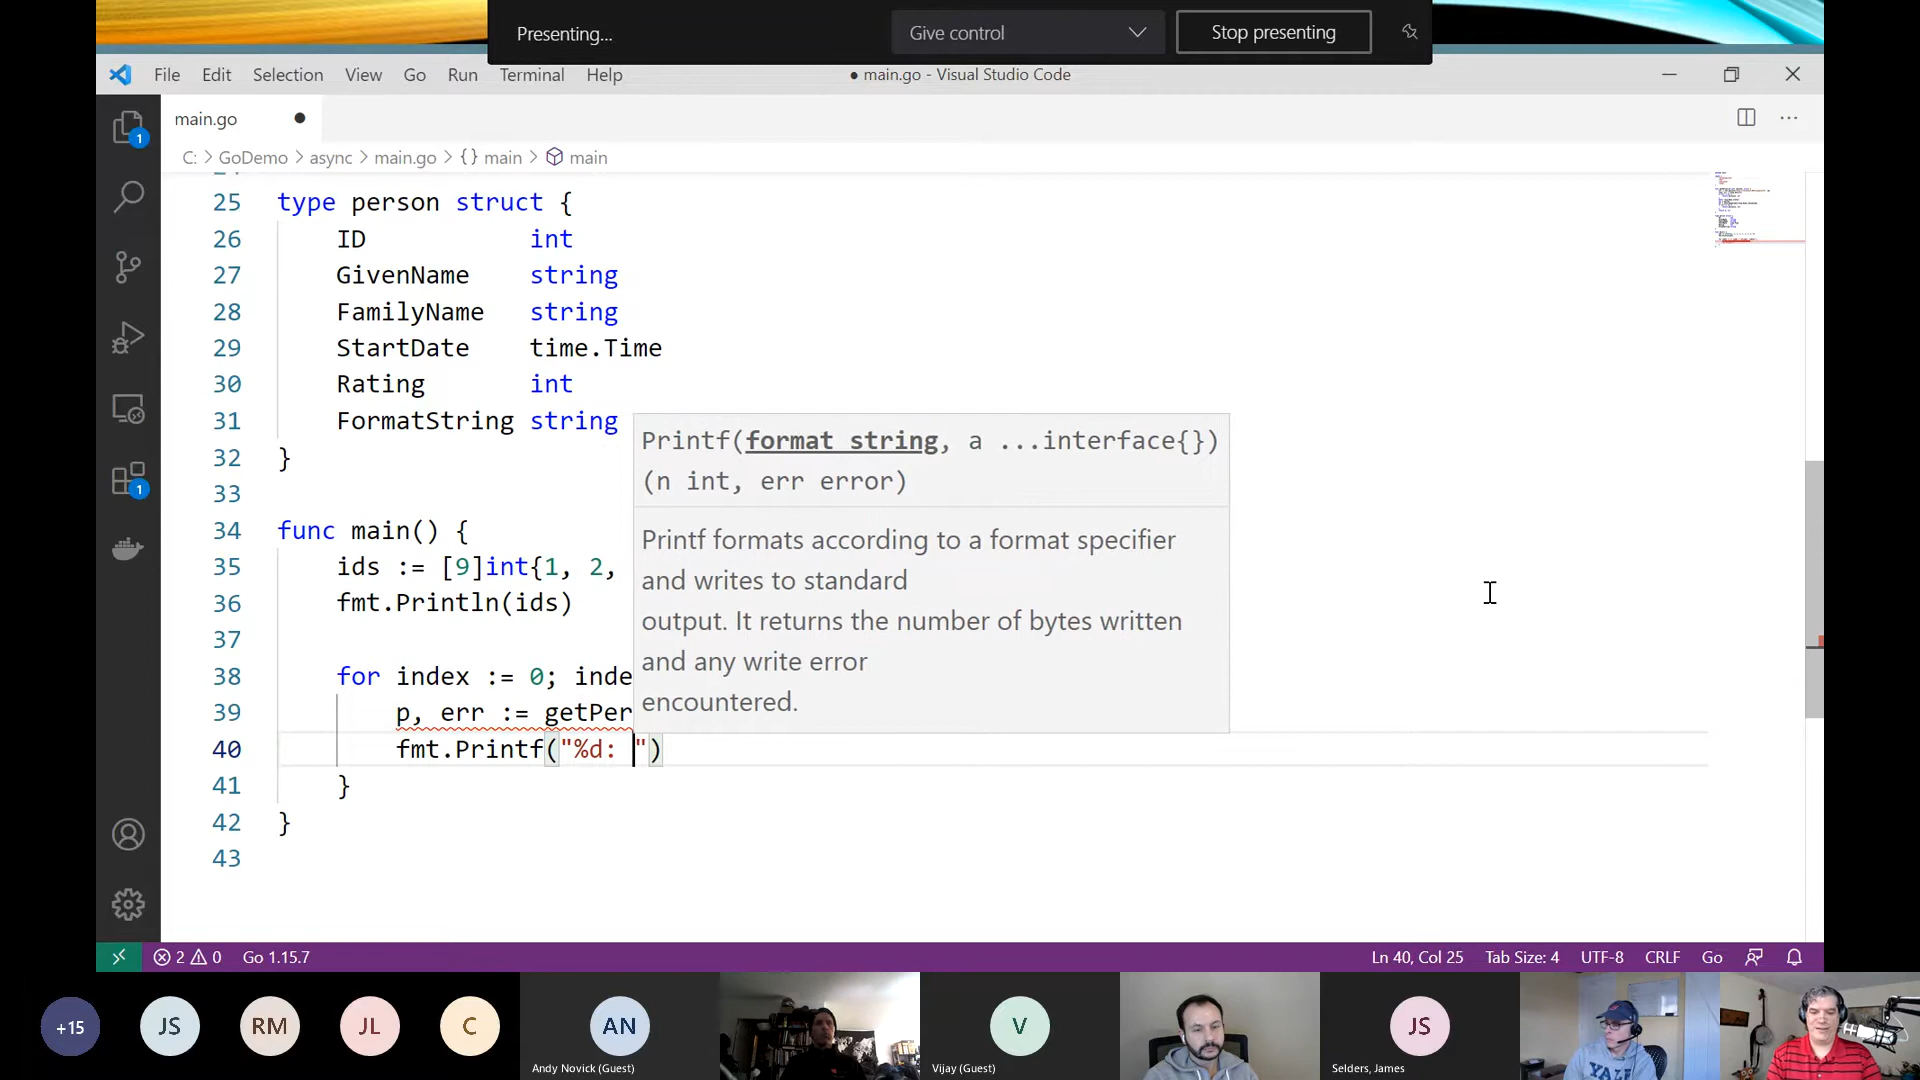 Presenting...
Give control
Stop presenting
File Edit Selection View Go Run Terminal Help
● main.go - Visual Studio Code
1
1
main.go ●
C: > GoDemo > async > main.go > {} main > main
25 type person struct {
26 ID int
27 GivenName string
28 FamilyName string
29 StartDate time.Time
30 Rating int
31 FormatString string
32 }
33
34 func main() {
35 ids := [9]int{1, 2,
36 fmt.Println(ids)
37
38 for index := 0; inde
39 p, err := getPer
40 fmt.Printf("%d: ")
41 }
42 }
43
Printf(format string, a ...interface{})
(n int, err error)
Printf formats according to a format specifier
and writes to standard
output. It returns the number of bytes written
and any write error
encountered.
2 0 Go 1.15.7
Ln 40, Col 25 Tab Size: 4 UTF-8 CRLF Go
+15 JS RM JL C AN V JS
Andy Novick (Guest)
Vijay (Guest)
Selders, James
YALE